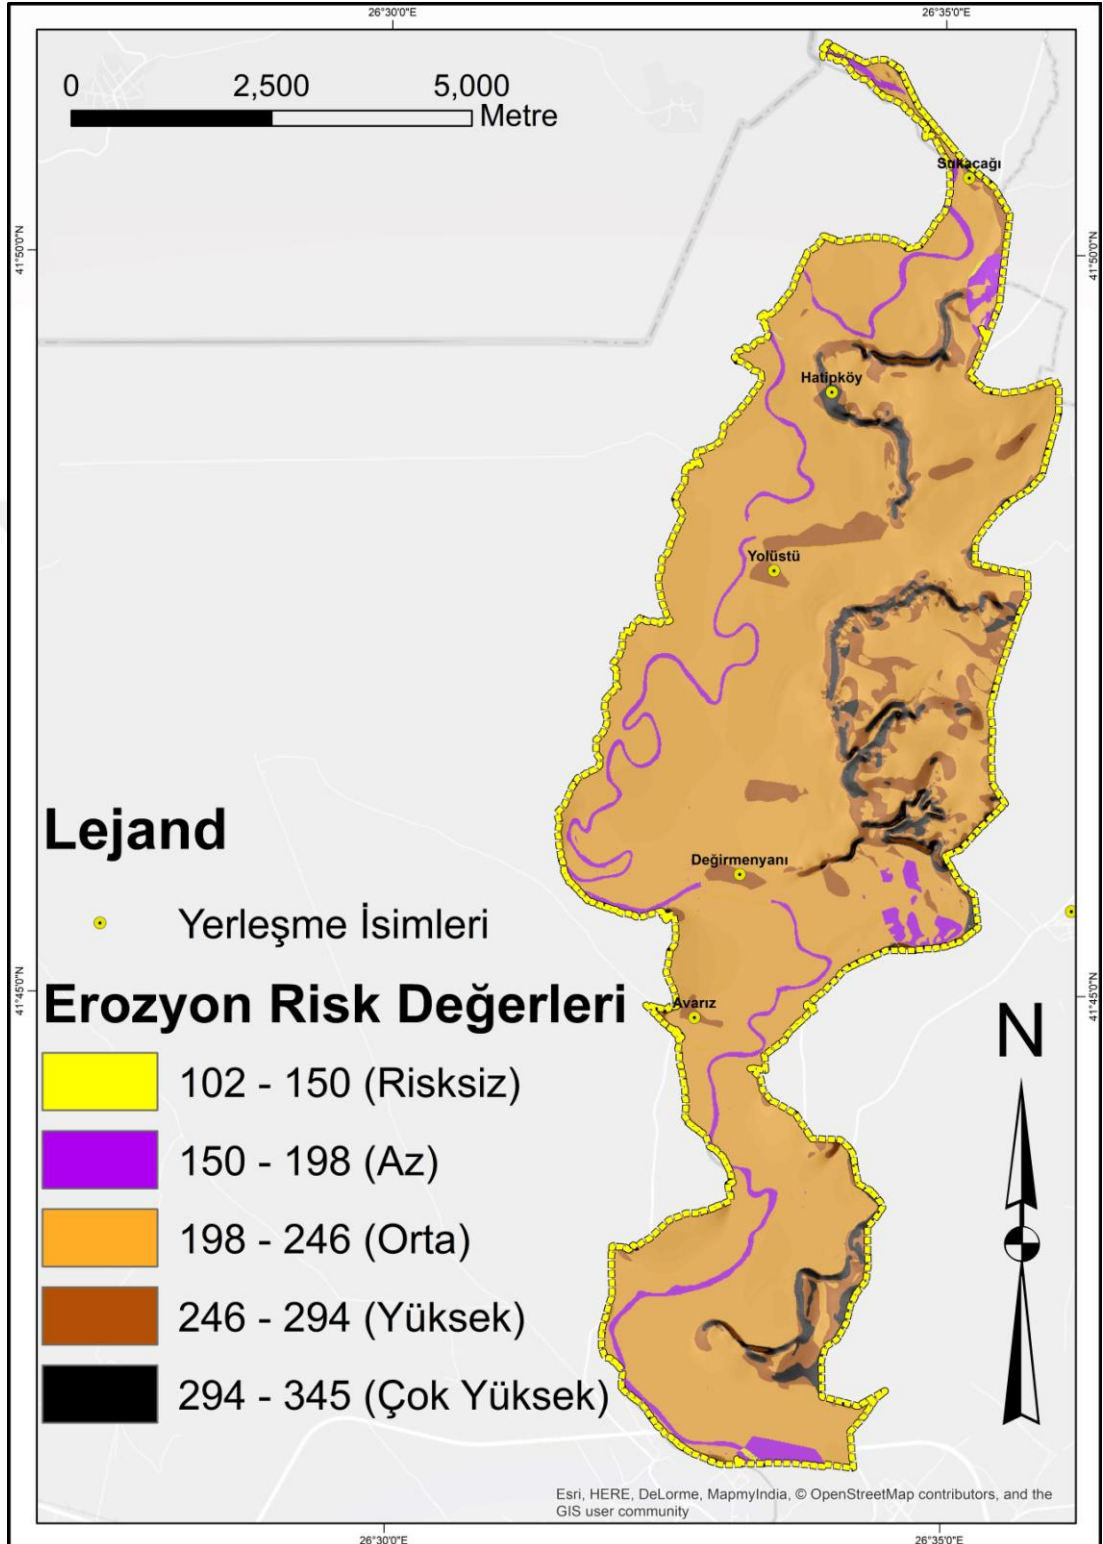 26°30'0"E
26°35'0"E
0
2,500
5,000
Metre
Sukacağı
41°50'0"N
41°50'0"N
Hatipköy
Yolüstü
Lejand
Değirmenyanı
Yerleşme İsimleri
Erozyon Risk Değerleri
41°45'0"N
41°45'0"N
Avarız
N
102 - 150 (Risksiz)
150 - 198 (Az)
198 - 246 (Orta)
246 - 294 (Yüksek)
294 - 345 (Çok Yüksek)
Esri, HERE, DeLorme, MapmyIndia, © OpenStreetMap contributors, and the
GIS user community
26°30'0"E
26°35'0"E